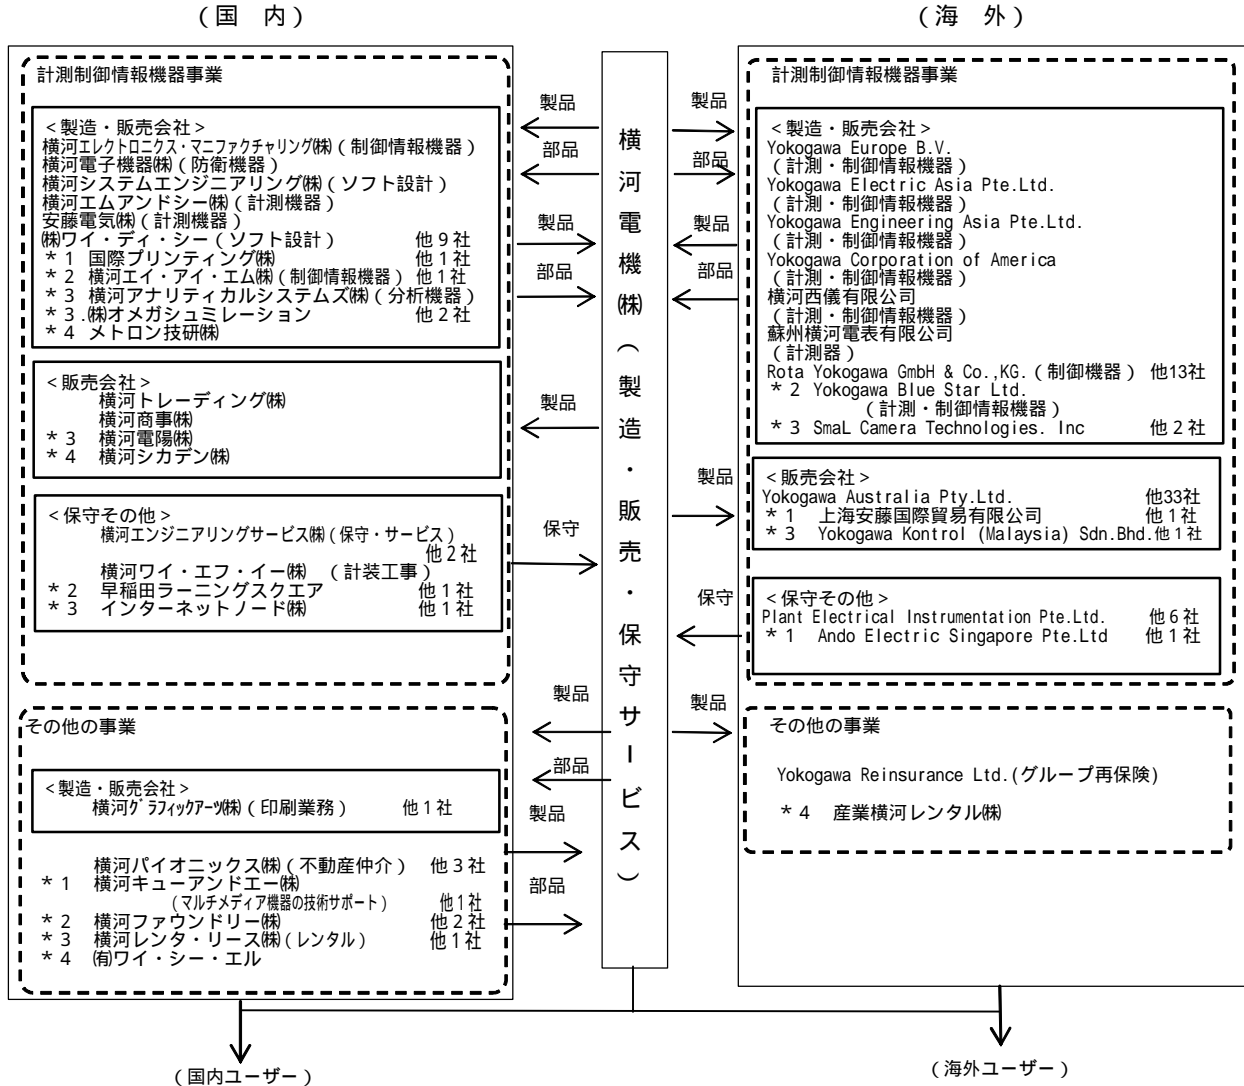 （国　内）
計測制御情報機器事業
＜製造・販売会社＞
横河エレクトロニクス・マニファクチャリング㈱（制御情報機器）
横河電子機器㈱（防衛機器）
横河システムエンジニアリング㈱（ソフト設計）
横河エムアンドシー㈱（計測機器）
安藤電気㈱（計測機器）
㈱ワイ・ディ・シー（ソフト設計）　他９社
＊１　国際プリンティング㈱　他１社
＊２　横河エイ・アイ・エム㈱（制御情報機器）他１社
＊３　横河アナリティカルシステムズ㈱（分析機器）
＊３．㈱オメガシュミレーション　他２社
＊４　メトロン技研㈱
＜販売会社＞
横河トレーディング㈱
横河商事㈱
＊３　横河電陽㈱
＊４　横河シカデン㈱
＜保守その他＞
横河エンジニアリングサービス㈱（保守・サービス）
他２社
横河ワイ・エフ・イー㈱　（計装工事）
＊２　早稲田ラーニングスクエア　他１社
＊３　インターネットノード㈱　他１社
その他の事業
＜製造・販売会社＞
横河グラフィックアーツ㈱（印刷業務）　他１社
横河パイオニックス㈱（不動産仲介）　他３社
＊１　横河キューアンドエー㈱
（マルチメディア機器の技術サポート）　他１社
＊２　横河ファウンドリー㈱　他２社
＊３　横河レンタ・リース㈱（レンタル）　他１社
＊４　㈲ワイ・シー・エル
製品
部品
製品
部品
製品
保守
製品
部品
製品
部品
横河電機㈱（製造・販売・保守サービス）
製品
部品
製品
部品
製品
保守
製品
（海　外）
計測制御情報機器事業
＜製造・販売会社＞
Yokogawa Europe B.V.
（計測・制御情報機器）
Yokogawa Electric Asia Pte.Ltd.
（計測・制御情報機器）
Yokogawa Engineering Asia Pte.Ltd.
（計測・制御情報機器）
Yokogawa Corporation of America
（計測・制御情報機器）
横河西儀有限公司
（計測・制御情報機器）
蘇州横河電表有限公司
（計測器）
Rota Yokogawa GmbH & Co.,KG.（制御機器）他13社
＊２ Yokogawa Blue Star Ltd.
（計測・制御情報機器）
＊３ SmaL Camera Technologies. Inc　他２社
＜販売会社＞
Yokogawa Australia Pty.Ltd.　他33社
＊１　上海安藤国際貿易有限公司　他１社
＊３　Yokogawa Kontrol (Malaysia) Sdn.Bhd.他１社
＜保守その他＞
Plant Electrical Instrumentation Pte.Ltd.　他６社
＊１　Ando Electric Singapore Pte.Ltd　他１社
その他の事業
Yokogawa Reinsurance Ltd.(グループ再保険)
＊４　産業横河レンタル㈱
（国内ユーザー）
（海外ユーザー）